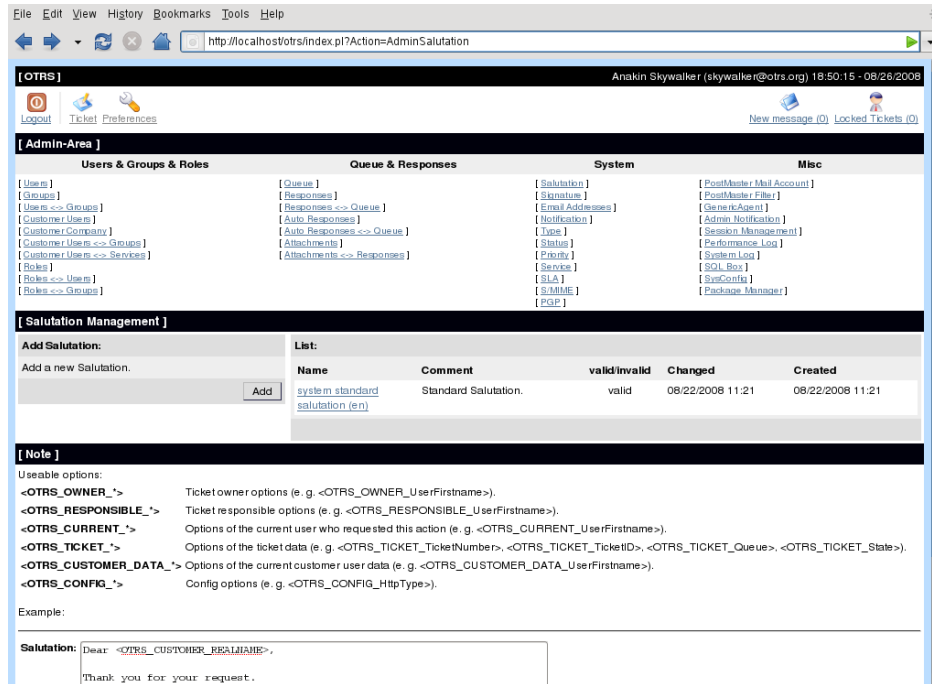 File Edit View History Bookmarks Tools Help
http://localhost/otrs/index.pl?Action=AdminSalutation
[ OTRS ] Anakin Skywalker (skywalker@otrs.org) 18:50:15 - 08/26/2008
Logout Ticket Preferences New message (0) Locked Tickets (0)
[ Admin-Area ]
Users & Groups & Roles Queue & Responses System Misc
[ Users ] [ Queue ] [ Salutation ] [ PostMaster Mail Account ]
[ Groups ] [ Responses ] [ Signature ] [ PostMaster Filter ]
[ Users <-> Groups ] [ Responses <-> Queue ] [ Email Addresses ] [ GenericAgent ]
[ Customer Users ] [ Auto Responses ] [ Notification ] [ Admin Notification ]
[ Customer Company ] [ Auto Responses <-> Queue ] [ Type ] [ Session Management ]
[ Customer Users <-> Groups ] [ Attachments ] [ Status ] [ Performance Log ]
[ Customer Users <-> Services ] [ Attachments <-> Responses ] [ Priority ] [ System Log ]
[ Roles ] [ Service ] [ SQL Box ]
[ Roles <-> Users ] [ SLA ] [ SysConfig ]
[ Roles <-> Groups ] [ S/MIME ] [ Package Manager ]
[ PGP ]
[ Salutation Management ]
Add Salutation: List:
Add a new Salutation. Name Comment valid/invalid Changed Created
Add system standard Standard Salutation. valid 08/22/2008 11:21 08/22/2008 11:21
salutation (en)
[ Note ]
Useable options:
<OTRS_OWNER_*> Ticket owner options (e. g. <OTRS_OWNER_UserFirstname>).
<OTRS_RESPONSIBLE_*> Ticket responsible options (e. g. <OTRS_RESPONSIBLE_UserFirstname>).
<OTRS_CURRENT_*> Options of the current user who requested this action (e. g. <OTRS_CURRENT_UserFirstname>).
<OTRS_TICKET_*> Options of the ticket data (e. g. <OTRS_TICKET_TicketNumber>, <OTRS_TICKET_TicketID>, <OTRS_TICKET_Queue>, <OTRS_TICKET_State>).
<OTRS_CUSTOMER_DATA_*> Options of the current customer user data (e. g. <OTRS_CUSTOMER_DATA_UserFirstname>).
<OTRS_CONFIG_*> Config options (e. g. <OTRS_CONFIG_HttpType>).
Example:
Salutation: Dear <OTRS_CUSTOMER_REALNAME>,
Thank you for your request.